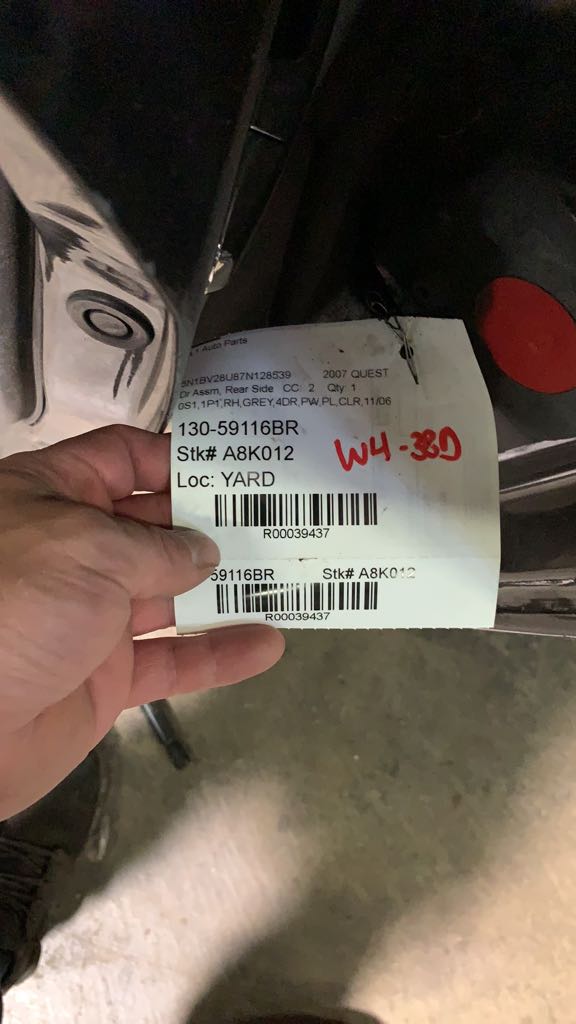 Auto Parts
5N1BV28U87N128539 2007 QUEST
Dr Assm, Rear Side CC: 2 Qty 1
0S1,1P1,RH,GREY,4DR,PW,PL,CLR,11/06
130-59116BR
Stk# A8K012
W4-38D
Loc: YARD
R00039437
59116BR Stk# A8K012
R00039437